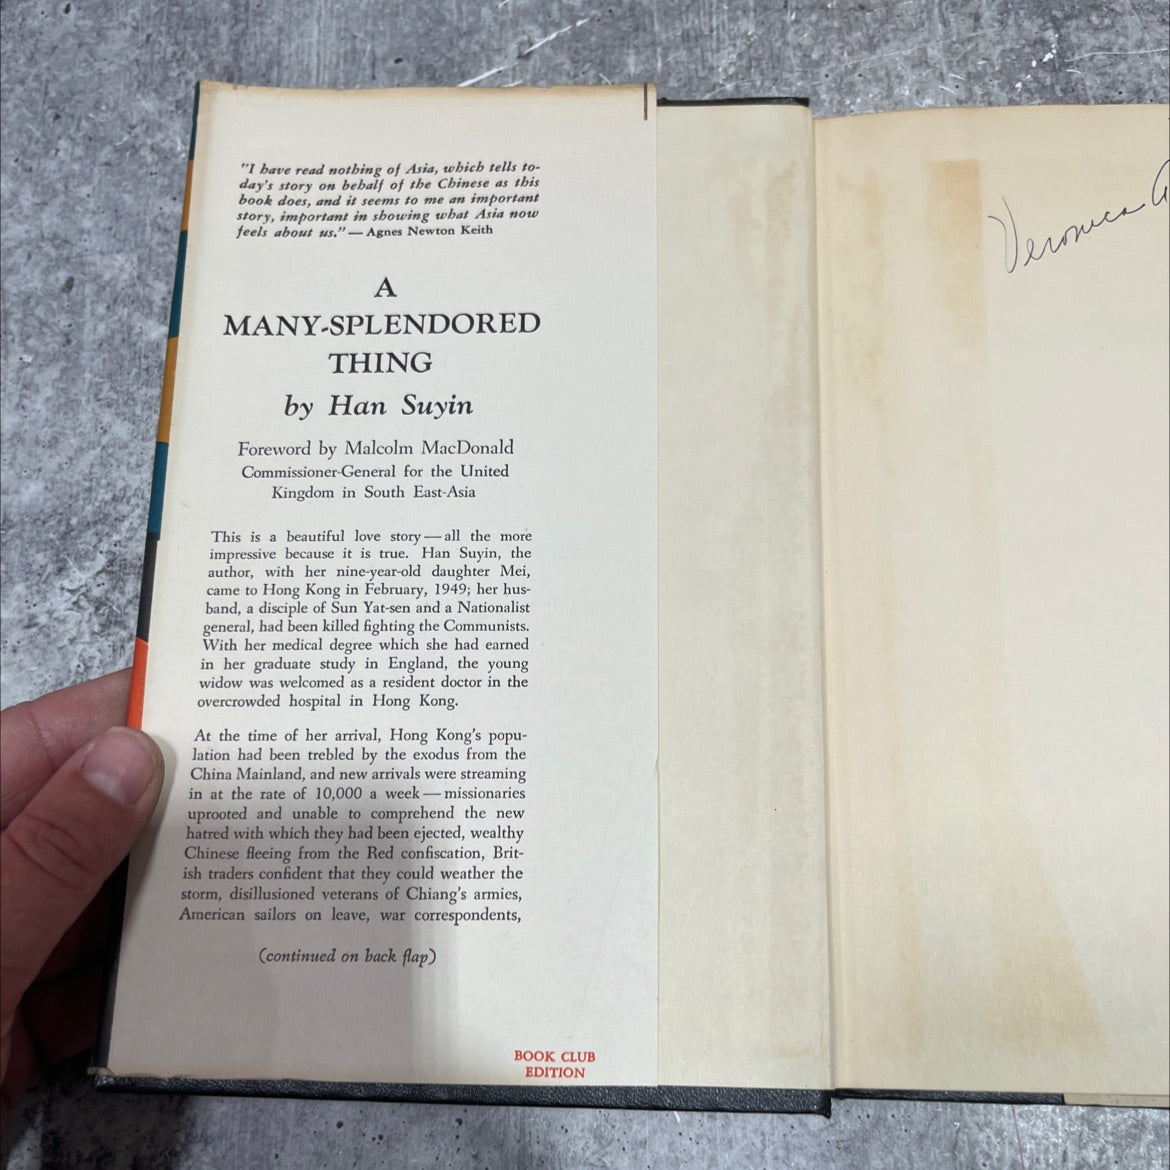 "I have read nothing of Asia, which tells to-
day's story on behalf of the Chinese as this
book does, and it seems to me an important
story, important in showing what Asia now
feels about us." — Agnes Newton Keith
A
MANY-SPLENDORED
THING
by Han Suyin
Foreword by Malcolm MacDonald
Commissioner-General for the United
Kingdom in South East-Asia
This is a beautiful love story — all the more
impressive because it is true. Han Suyin, the
author, with her nine-year-old daughter Mei,
came to Hong Kong in February, 1949; her hus-
band, a disciple of Sun Yat-sen and a Nationalist
general, had been killed fighting the Communists.
With her medical degree which she had earned
in her graduate study in England, the young
widow was welcomed as a resident doctor in the
overcrowded hospital in Hong Kong.
At the time of her arrival, Hong Kong's popu-
lation had been trebled by the exodus from the
China Mainland, and new arrivals were streaming
in at the rate of 10,000 a week — missionaries
uprooted and unable to comprehend the new
hatred with which they had been ejected, wealthy
Chinese fleeing from the Red confiscation, Brit-
ish traders confident that they could weather the
storm, disillusioned veterans of Chiang's armies,
American sailors on leave, war correspondents,
(continued on back flap)
BOOK CLUB
EDITION
Veronica